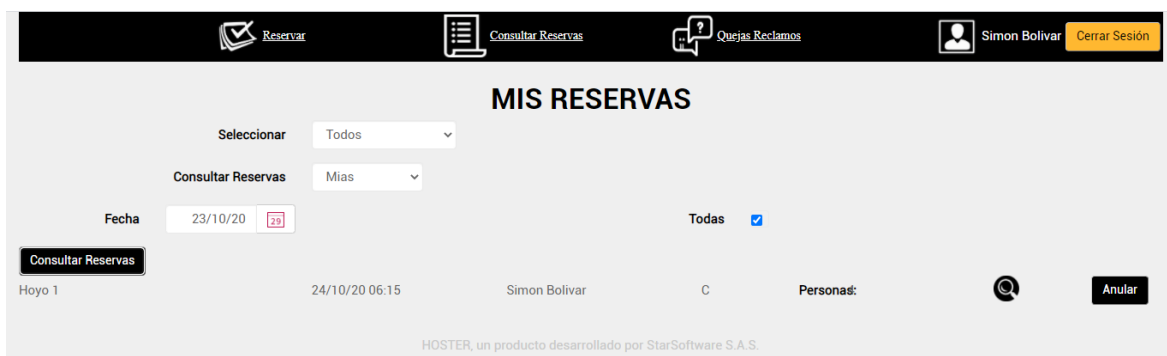 Reservar Consultar Reservas Quejas Reclamos Simon Bolivar Cerrar Sesión
MIS RESERVAS
Seleccionar Todos
Consultar Reservas Mias
Fecha 23/10/20 29 Todas
Consultar Reservas
Hoyo 1 24/10/20 06:15 Simon Bolivar C Personas: Anular
HOSTER, un producto desarrollado por StarSoftware S.A.S.